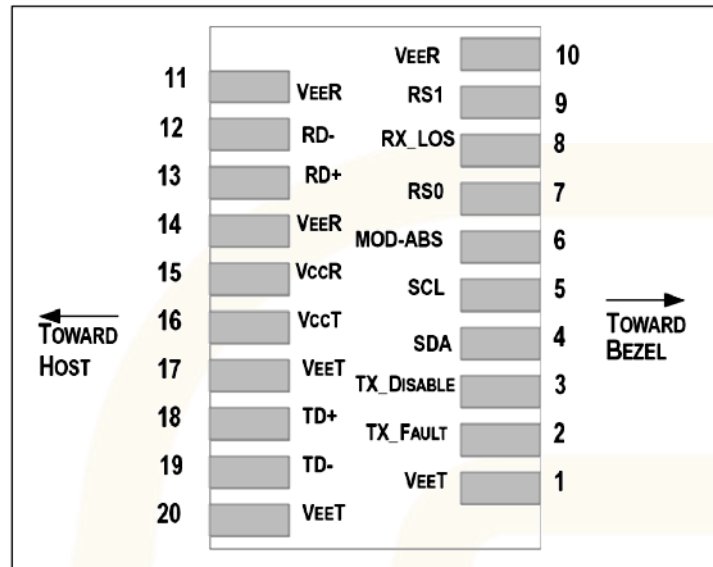 VEER 10
11 VEER
RS1 9
12 RD-
RX_LOS 8
13 RD+
RS0 7
14 VEER
MOD-ABS 6
15 VCCR
SCL 5
16 VCCT
TOWARD
HOST
TOWARD
BEZEL
SDA 4
17 VEET
TX_DISABLE 3
18 TD+
TX_FAULT 2
19 TD-
VEET 1
20 VEET